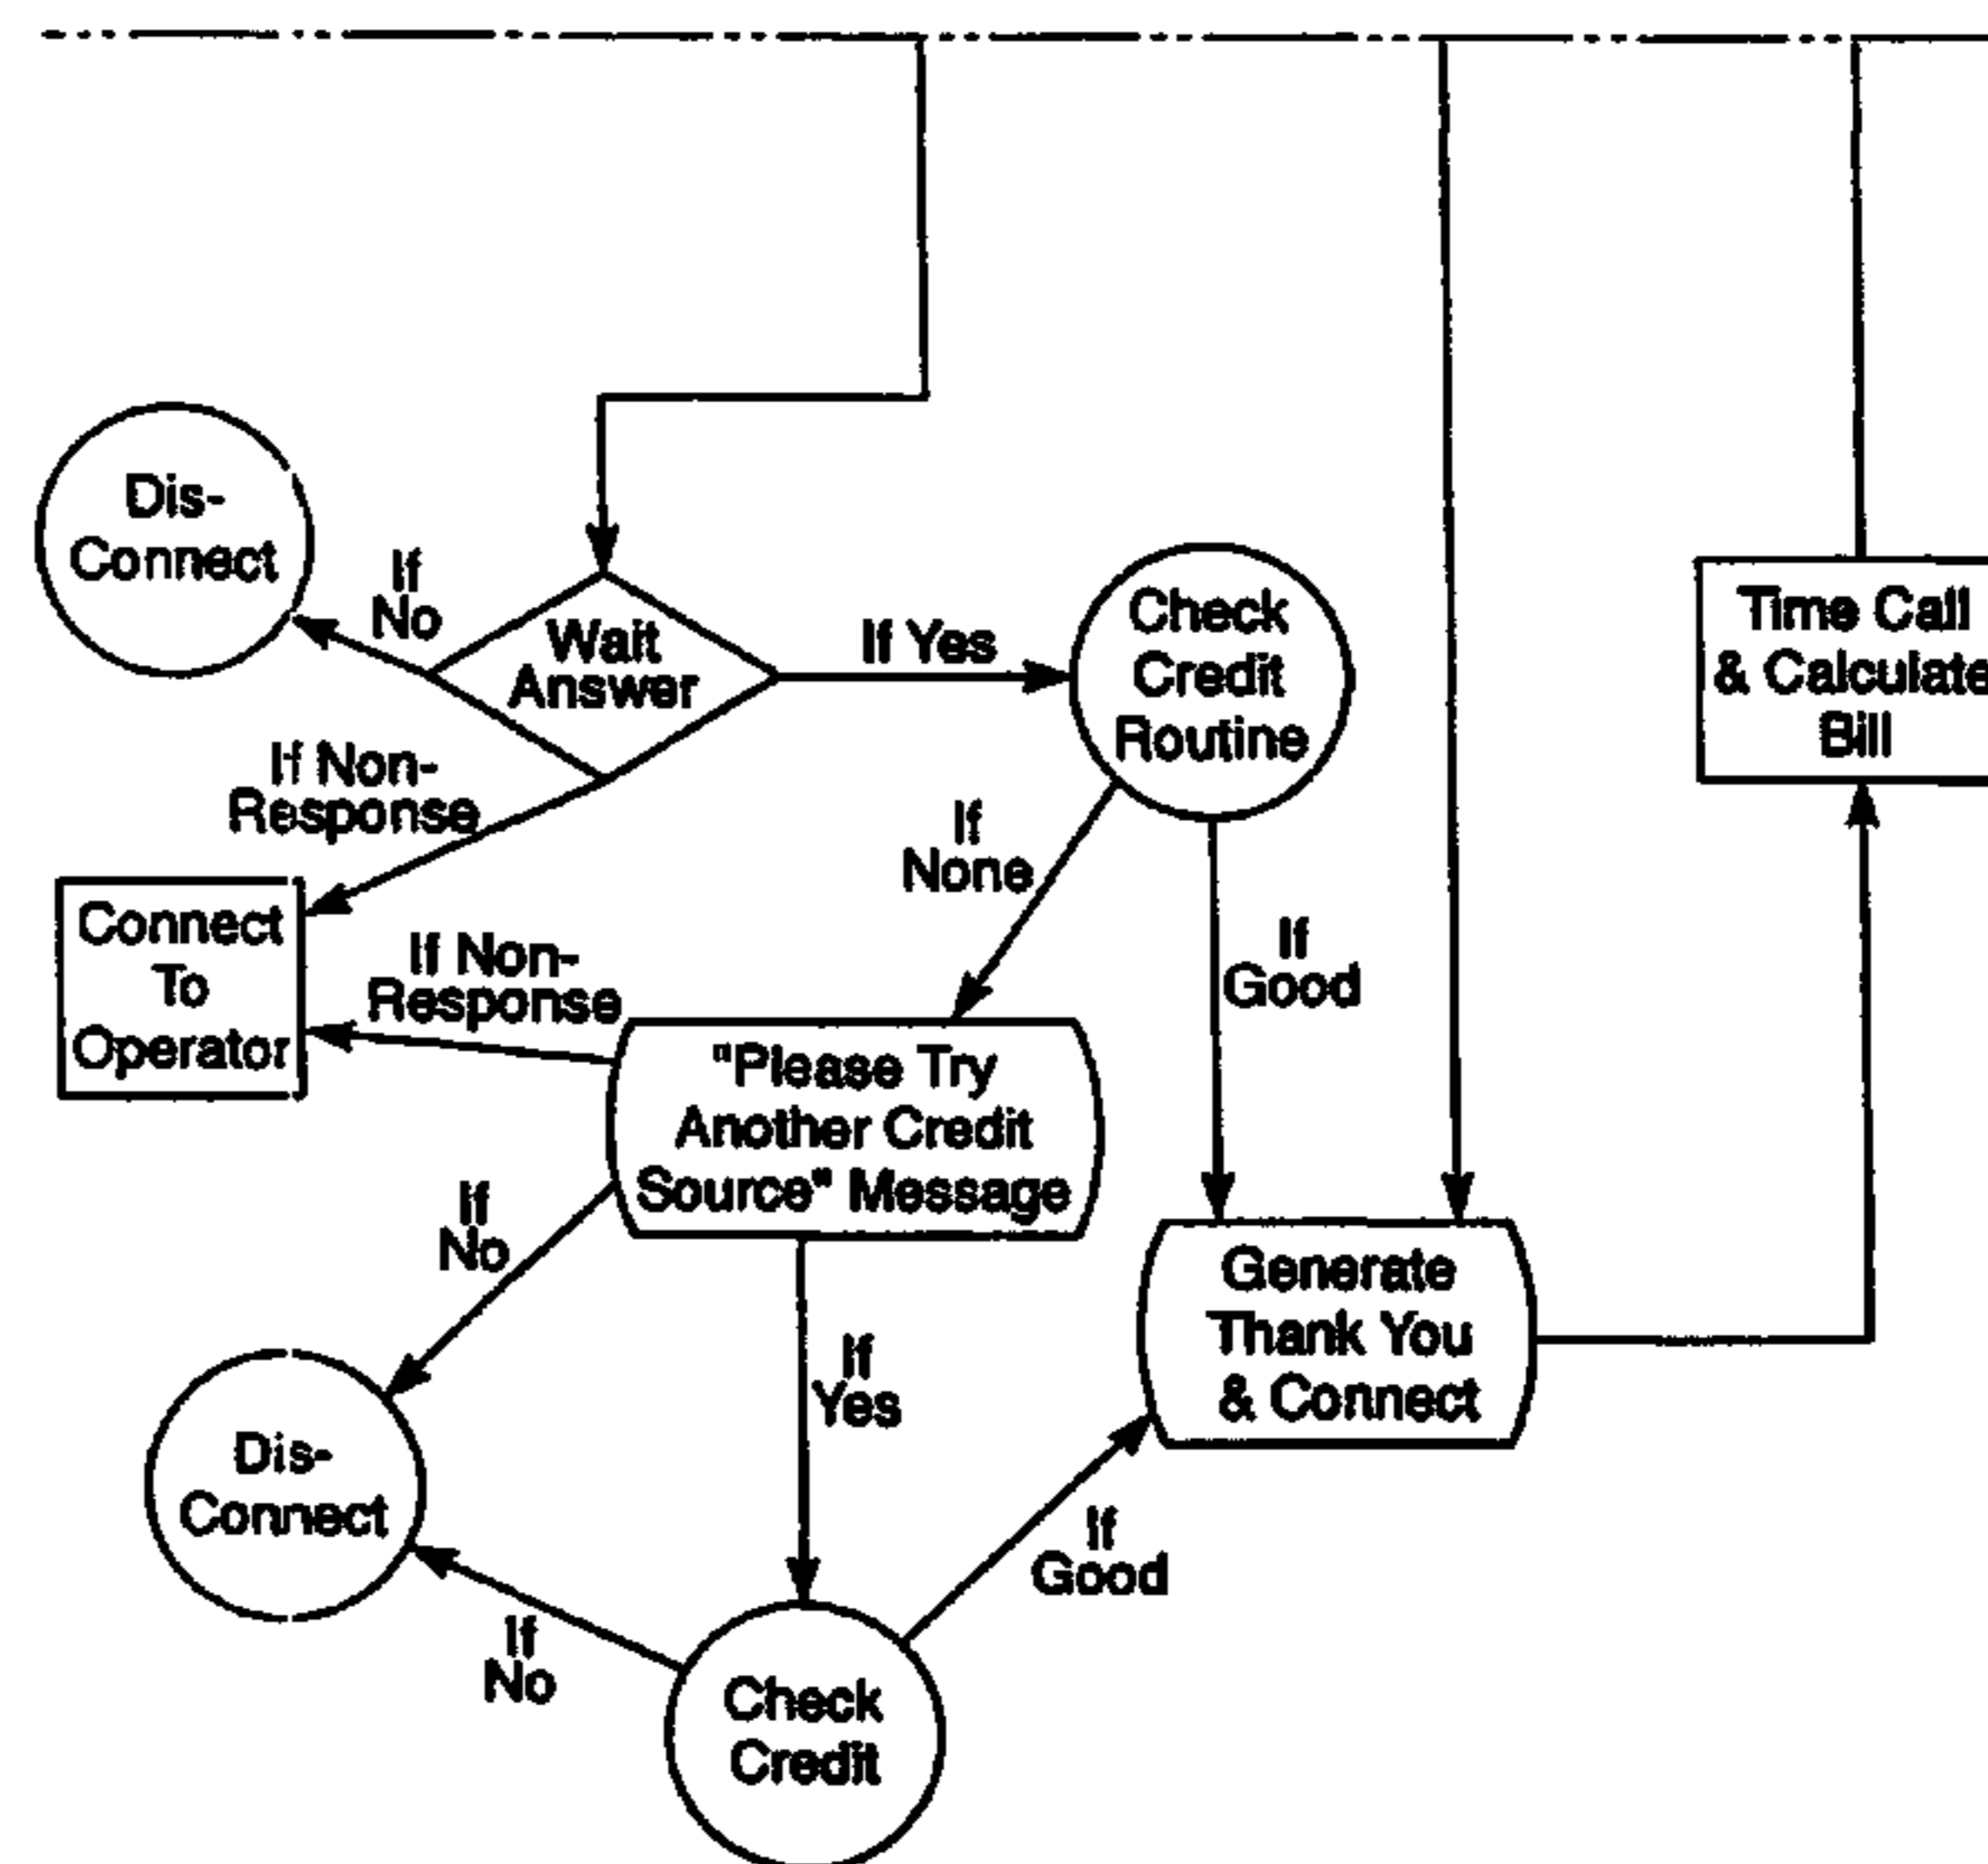 Dis-
Connect
If
No
Wait
Answer
If Yes
Check
Credit
Routine
Time Call
& Calculate
Bill
If Non-
Response
If
None
If
Good
Connect
To
Operator
If Non-
Response
"Please Try
Another Credit
Source" Message
If
No
If
Yes
Generate
Thank You
& Connect
Dis-
Connect
If
Good
If
No
Check
Credit